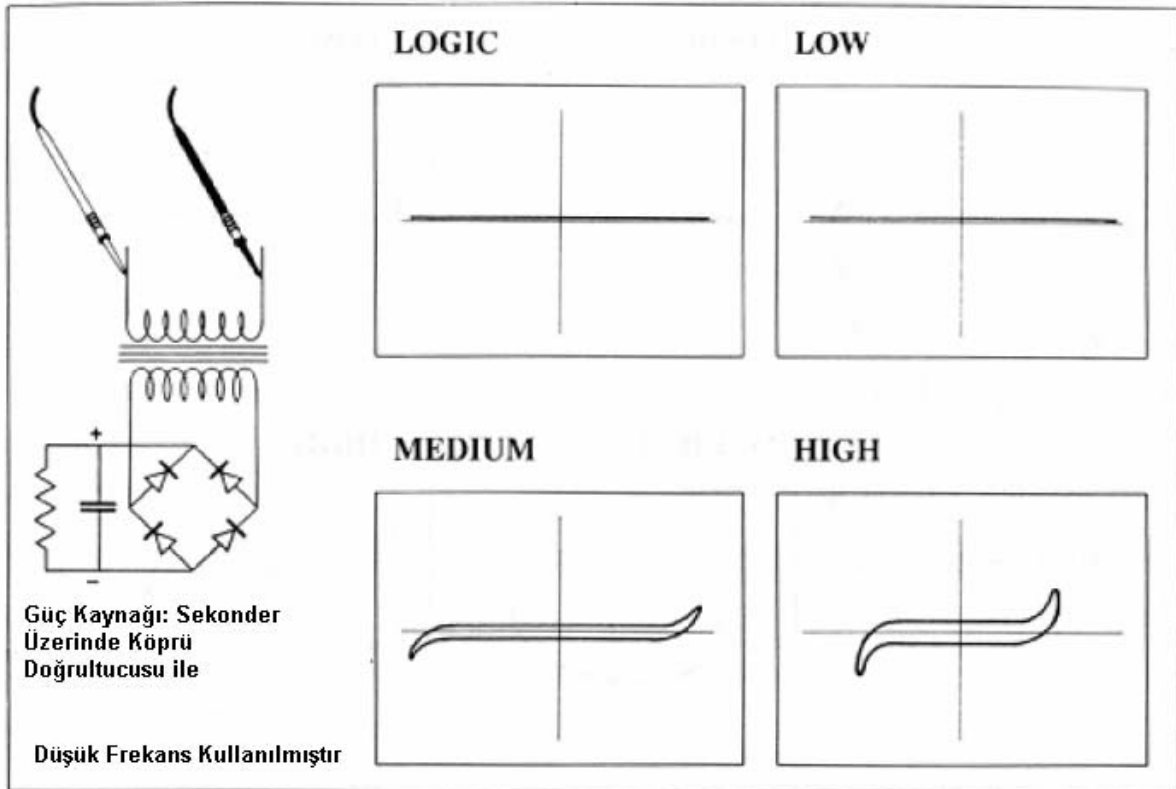 LOGIC
LOW
MEDIUM
HIGH
+
−
Güç Kaynağı: Sekonder
Üzerinde Köprü
Doğrultucusu ile
Düşük Frekans Kullanılmıştır